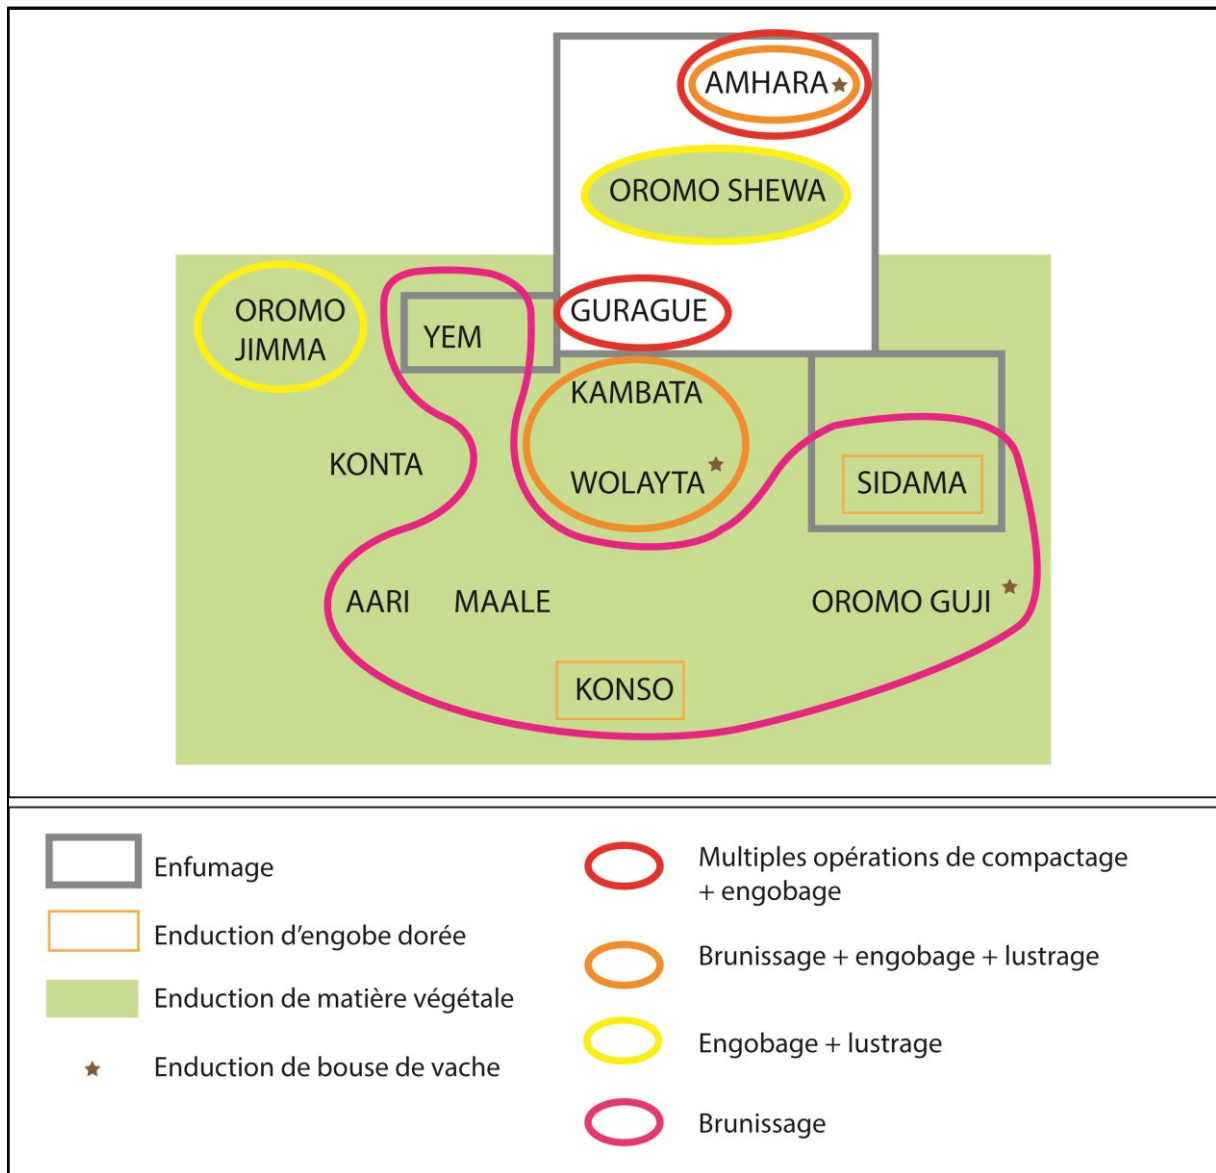 AMHARA
OROMO SHEWA
OROMO
JIMMA
YEM
GURAGUE
KAMBATA
KONTA
WOLAYTA
SIDAMA
AARI
MAALE
OROMO GUJI
KONSO
Enfumage
Enduction d'engobe dorée
Enduction de matière végétale
Enduction de bouse de vache
Multiples opérations de compactage
+ engobage
Brunissage + engobage + lustrage
Engobage + lustrage
Brunissage